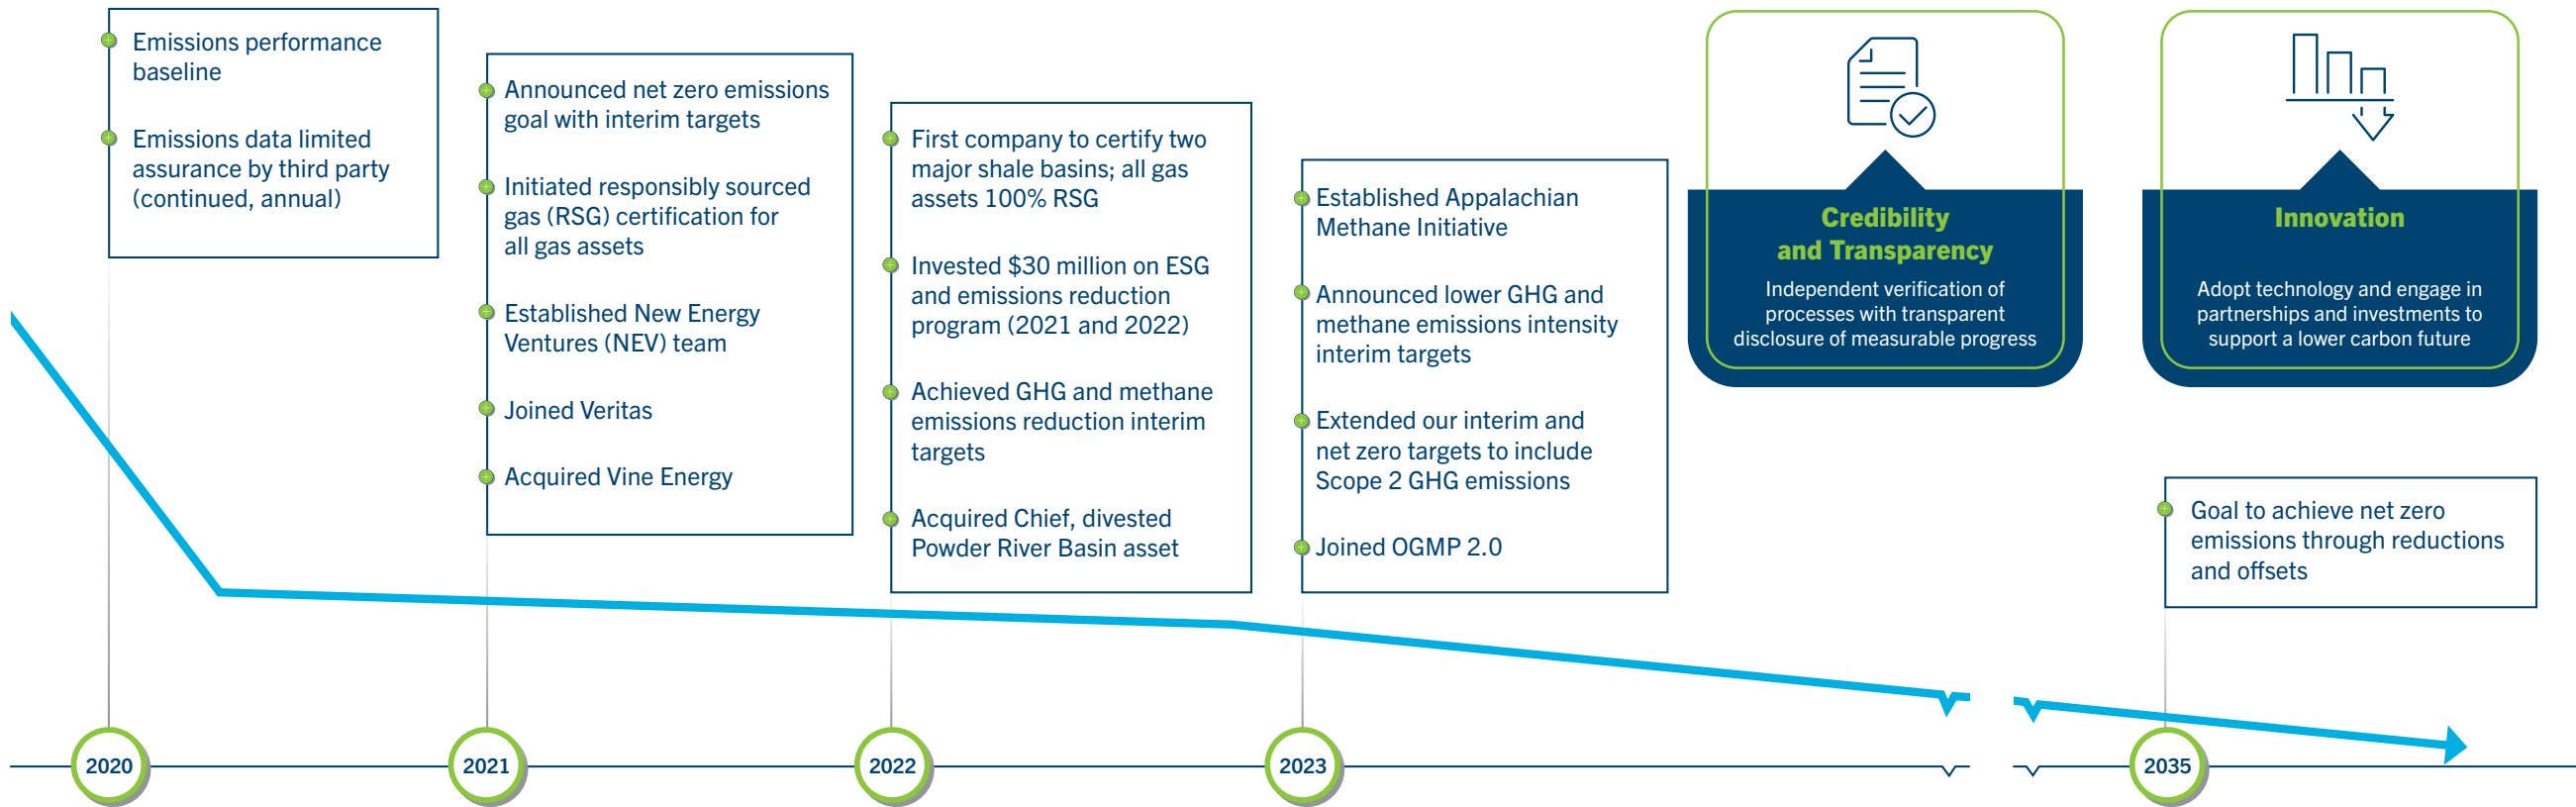 Emissions performance
baseline
Emissions data limited
assurance by third party
(continued, annual)
Announced net zero emissions
goal with interim targets
Initiated responsibly sourced
gas (RSG) certification for
all gas assets
Established New Energy
Ventures (NEV) team
Joined Veritas
Acquired Vine Energy
First company to certify two
major shale basins; all gas
assets 100% RSG
Invested $30 million on ESG
and emissions reduction
program (2021 and 2022)
Achieved GHG and methane
emissions reduction interim
targets
Acquired Chief, divested
Powder River Basin asset
Established Appalachian
Methane Initiative
Announced lower GHG and
methane emissions intensity
interim targets
Extended our interim and
net zero targets to include
Scope 2 GHG emissions
Joined OGMP 2.0
Credibility
and Transparency
Independent verification of
processes with transparent
disclosure of measurable progress
Innovation
Adopt technology and engage in
partnerships and investments to
support a lower carbon future
Goal to achieve net zero
emissions through reductions
and offsets
2020
2021
2022
2023
2035